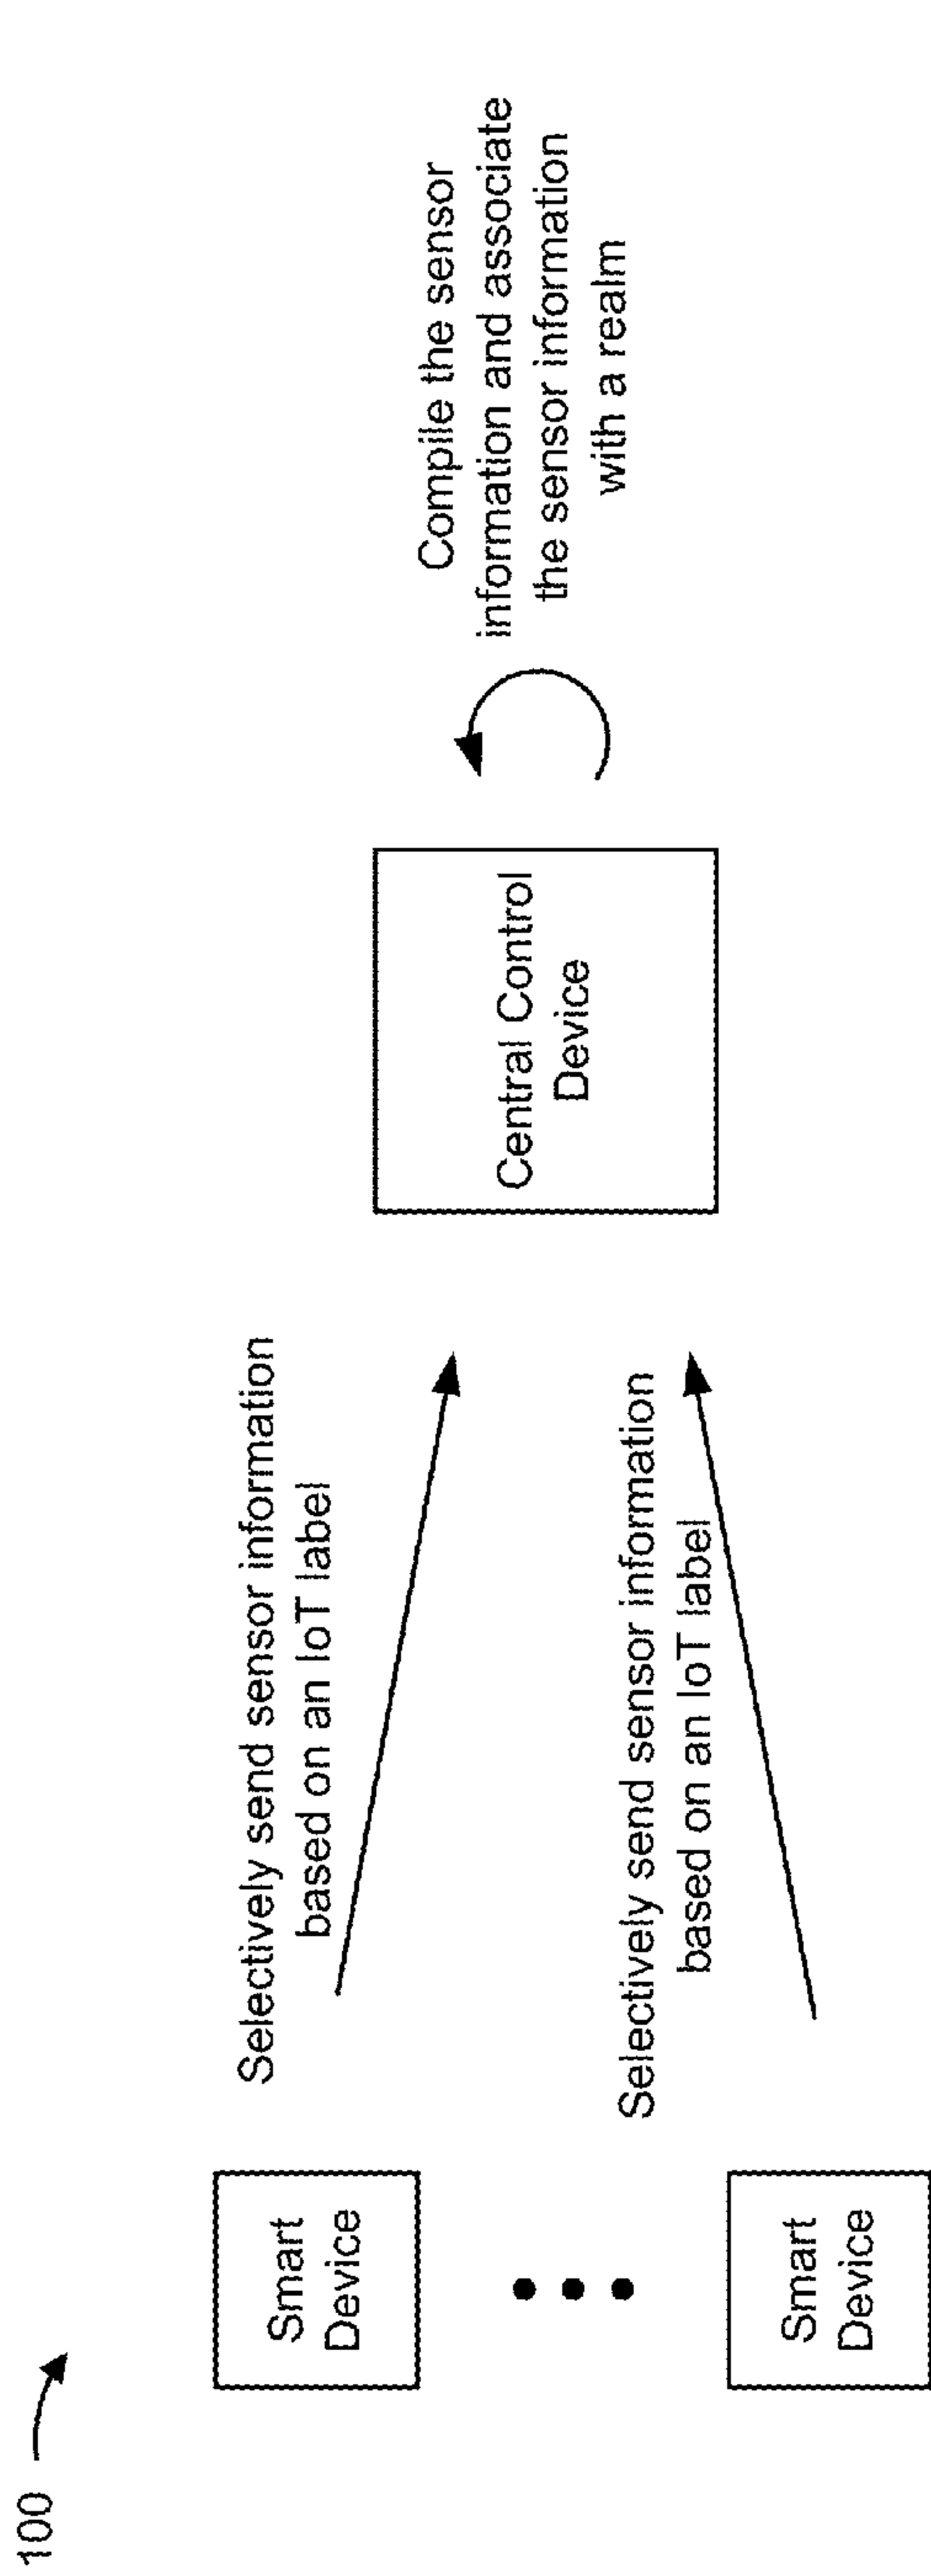 100
Smart
Device
Selectively send sensor information
based on an IoT label
Smart
Device
Selectively send sensor information
based on an IoT label
Central Control
Device
Compile the sensor
information and associate
the sensor information
with a realm